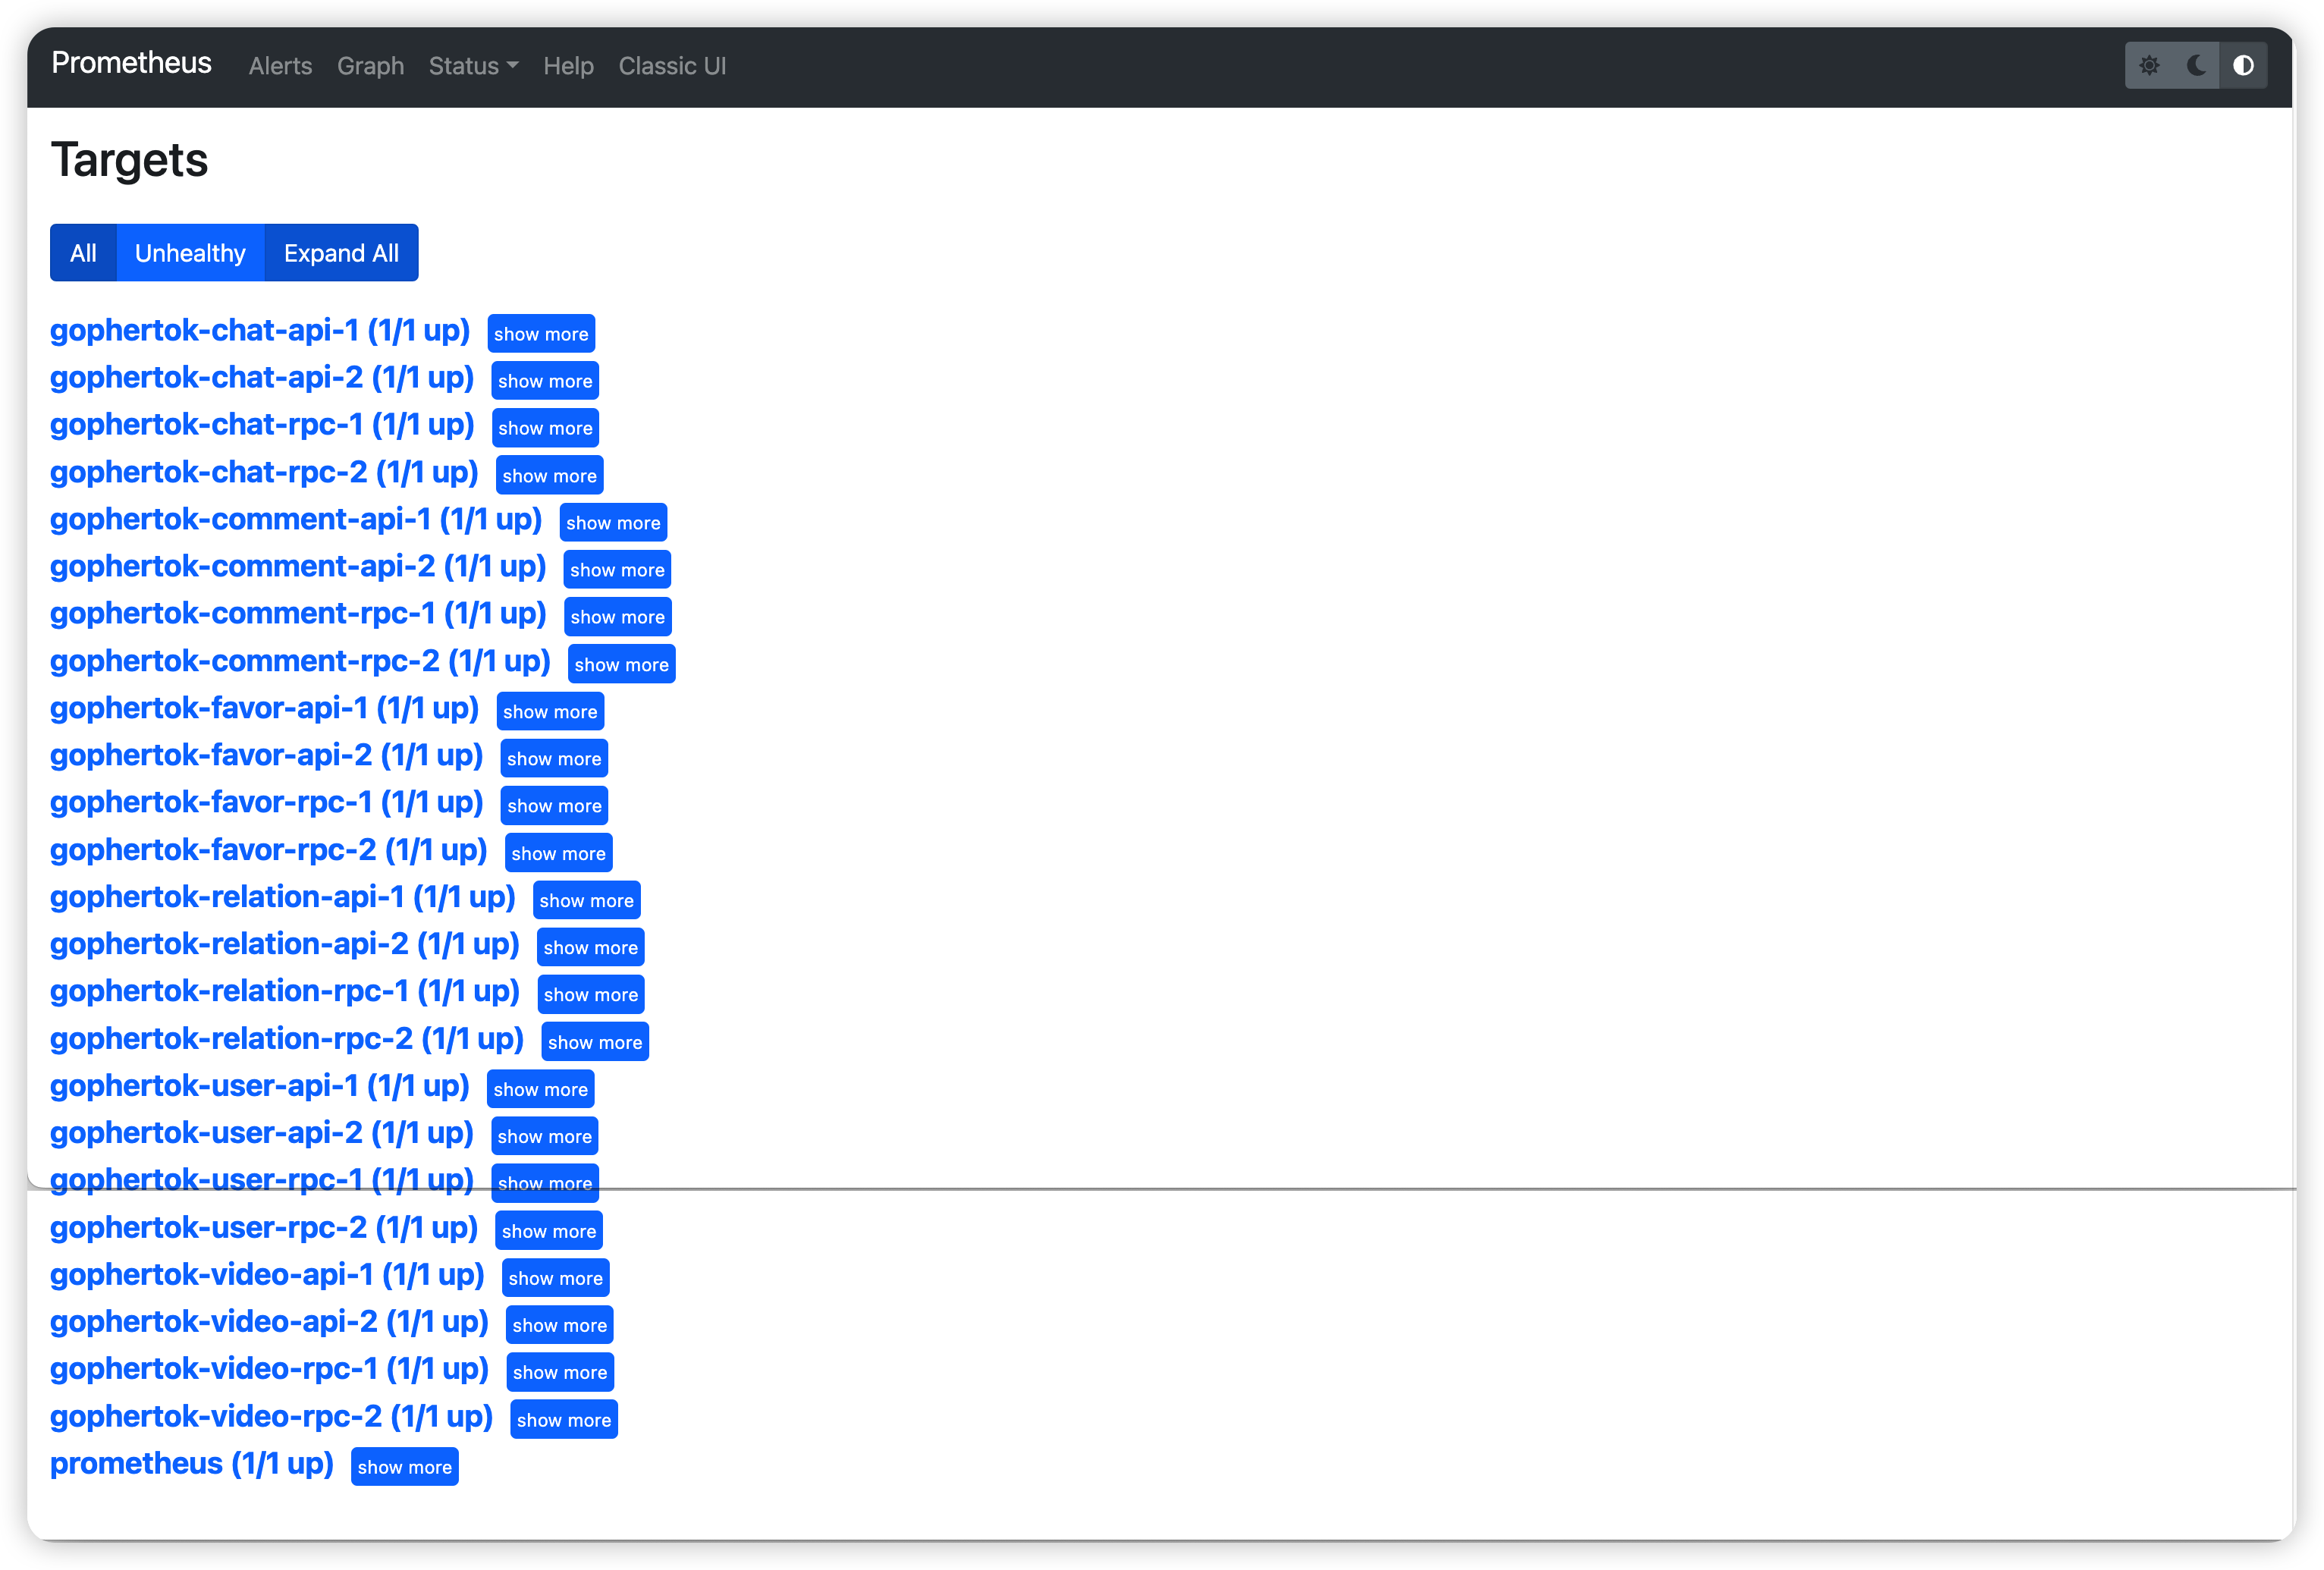 Prometheus Alerts Graph Status Help Classic UI
Targets
All Unhealthy Expand All
gophertok-chat-api-1 (1/1 up) show more
gophertok-chat-api-2 (1/1 up) show more
gophertok-chat-rpc-1 (1/1 up) show more
gophertok-chat-rpc-2 (1/1 up) show more
gophertok-comment-api-1 (1/1 up) show more
gophertok-comment-api-2 (1/1 up) show more
gophertok-comment-rpc-1 (1/1 up) show more
gophertok-comment-rpc-2 (1/1 up) show more
gophertok-favor-api-1 (1/1 up) show more
gophertok-favor-api-2 (1/1 up) show more
gophertok-favor-rpc-1 (1/1 up) show more
gophertok-favor-rpc-2 (1/1 up) show more
gophertok-relation-api-1 (1/1 up) show more
gophertok-relation-api-2 (1/1 up) show more
gophertok-relation-rpc-1 (1/1 up) show more
gophertok-relation-rpc-2 (1/1 up) show more
gophertok-user-api-1 (1/1 up) show more
gophertok-user-api-2 (1/1 up) show more
gophertok-user-rpc-1 (1/1 up) show more
gophertok-user-rpc-2 (1/1 up) show more
gophertok-video-api-1 (1/1 up) show more
gophertok-video-api-2 (1/1 up) show more
gophertok-video-rpc-1 (1/1 up) show more
gophertok-video-rpc-2 (1/1 up) show more
prometheus (1/1 up) show more